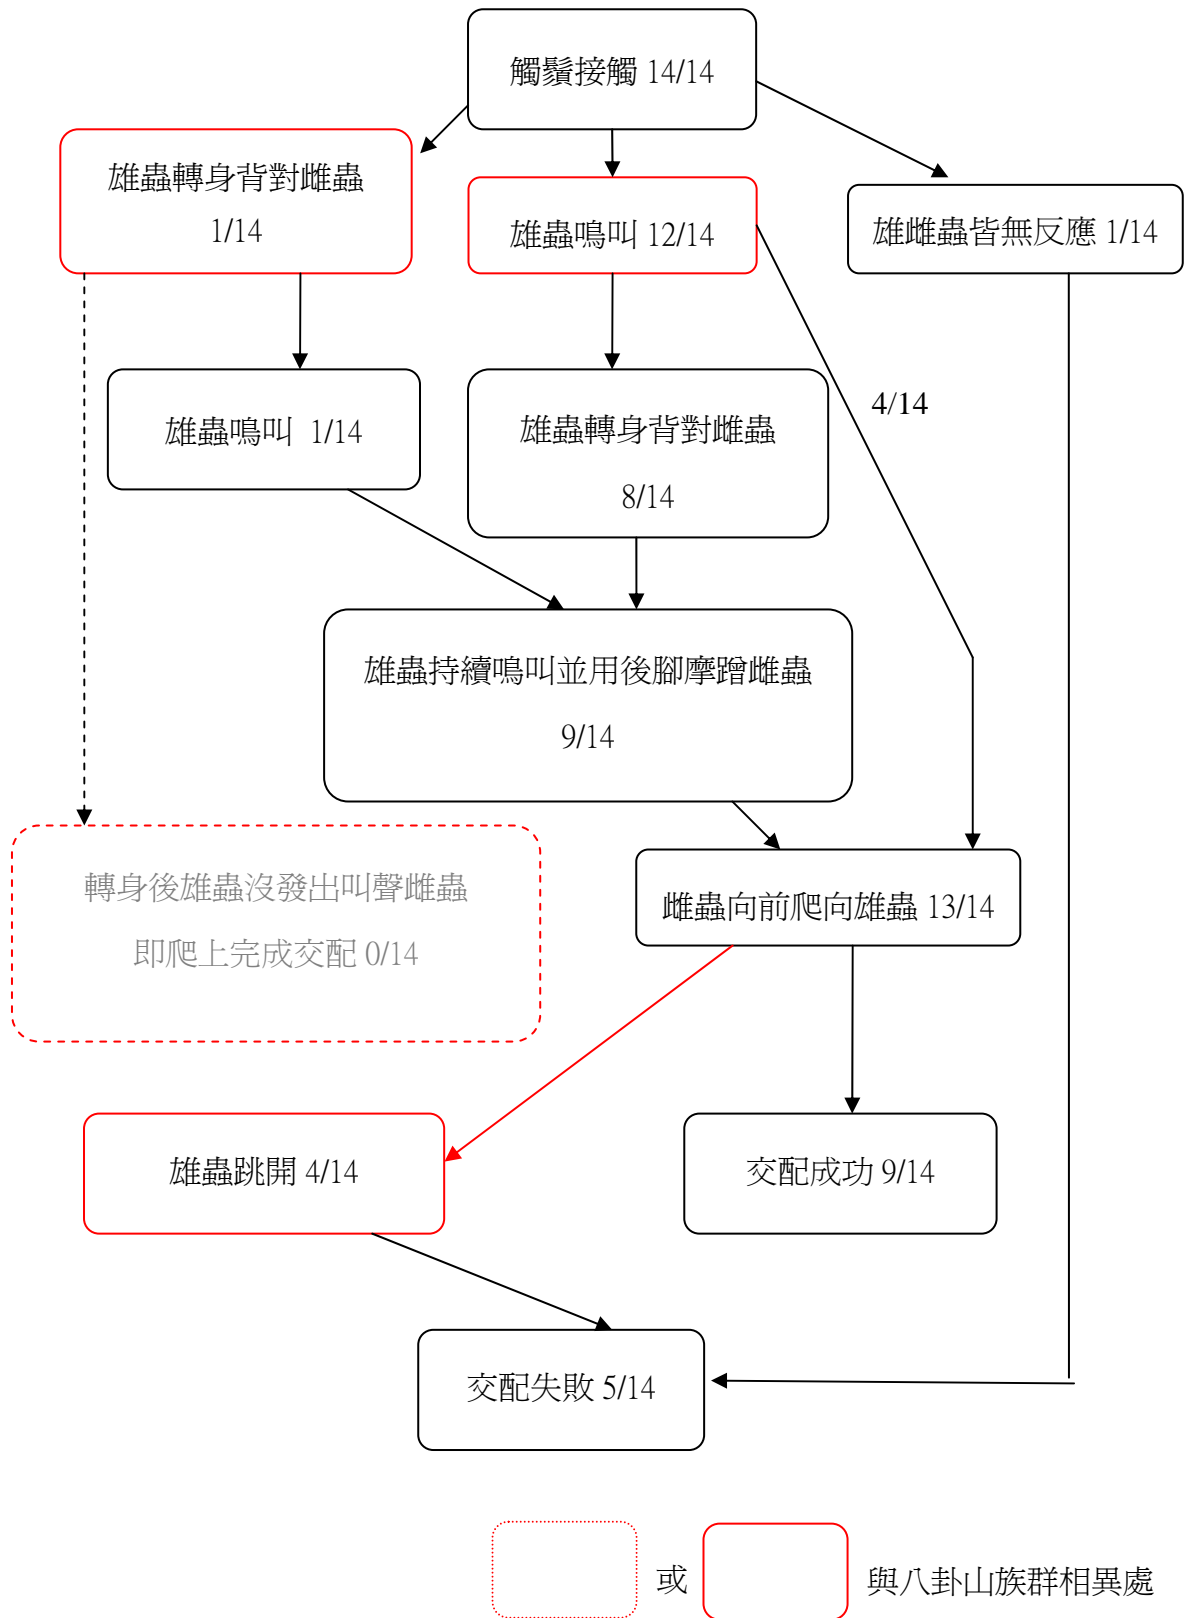 觸鬚接觸 14/14
雄蟲轉身背對雌蟲
1/14
雄蟲鳴叫 12/14
雄雌蟲皆無反應 1/14
雄蟲鳴叫 1/14
雄蟲轉身背對雌蟲
8/14
4/14
雄蟲持續鳴叫並用後腳摩蹭雌蟲
9/14
轉身後雄蟲沒發出叫聲雌蟲
即爬上完成交配 0/14
雌蟲向前爬向雄蟲 13/14
雄蟲跳開 4/14
交配成功 9/14
交配失敗 5/14
或
與八卦山族群相異處